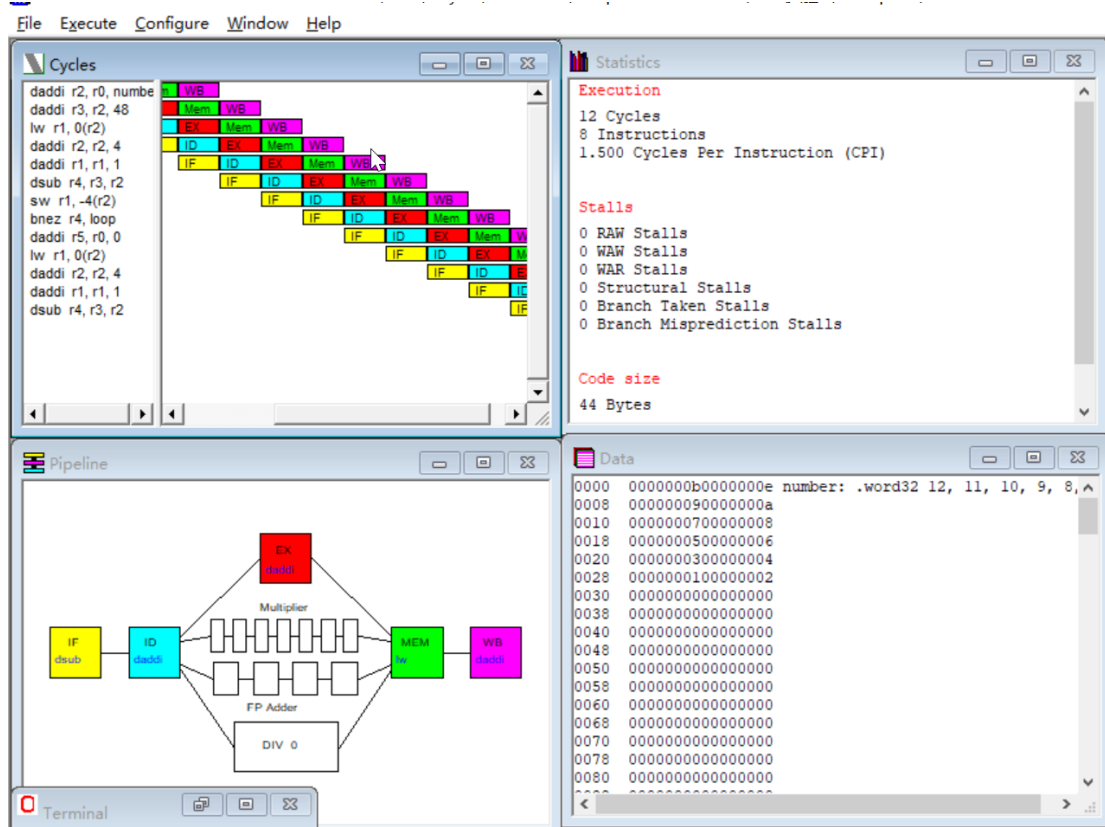 File Execute Configure Window Help
Cycles
daddi r2, r0, numbe
daddi r3, r2, 48
lw r1, 0(r2)
daddi r2, r2, 4
daddi r1, r1, 1
dsub r4, r3, r2
sw r1, -4(r2)
bnez r4, loop
daddi r5, r0, 0
lw r1, 0(r2)
daddi r2, r2, 4
daddi r1, r1, 1
dsub r4, r3, r2
WB
Mem WB
EX Mem WB
ID EX Mem WB
IF ID EX Mem WB
IF ID EX Mem WB
IF ID EX Mem WB
IF ID EX Mem WB
IF ID EX Mem W
IF ID EX M
IF ID E
IF ID
IF
Statistics
Execution
12 Cycles
8 Instructions
1.500 Cycles Per Instruction (CPI)
Stalls
0 RAW Stalls
0 WAW Stalls
0 WAR Stalls
0 Structural Stalls
0 Branch Taken Stalls
0 Branch Misprediction Stalls
Code size
44 Bytes
Pipeline
EX
daddi
Multiplier
IF
dsub
ID
daddi
MEM
lw
WB
daddi
FP Adder
DIV 0
Terminal
Data
0000 0000000b0000000e number: .word32 12, 11, 10, 9, 8,
0008 000000090000000a
0010 0000000700000008
0018 0000000500000006
0020 0000000300000004
0028 0000000100000002
0030 0000000000000000
0038 0000000000000000
0040 0000000000000000
0048 0000000000000000
0050 0000000000000000
0058 0000000000000000
0060 0000000000000000
0068 0000000000000000
0070 0000000000000000
0078 0000000000000000
0080 0000000000000000